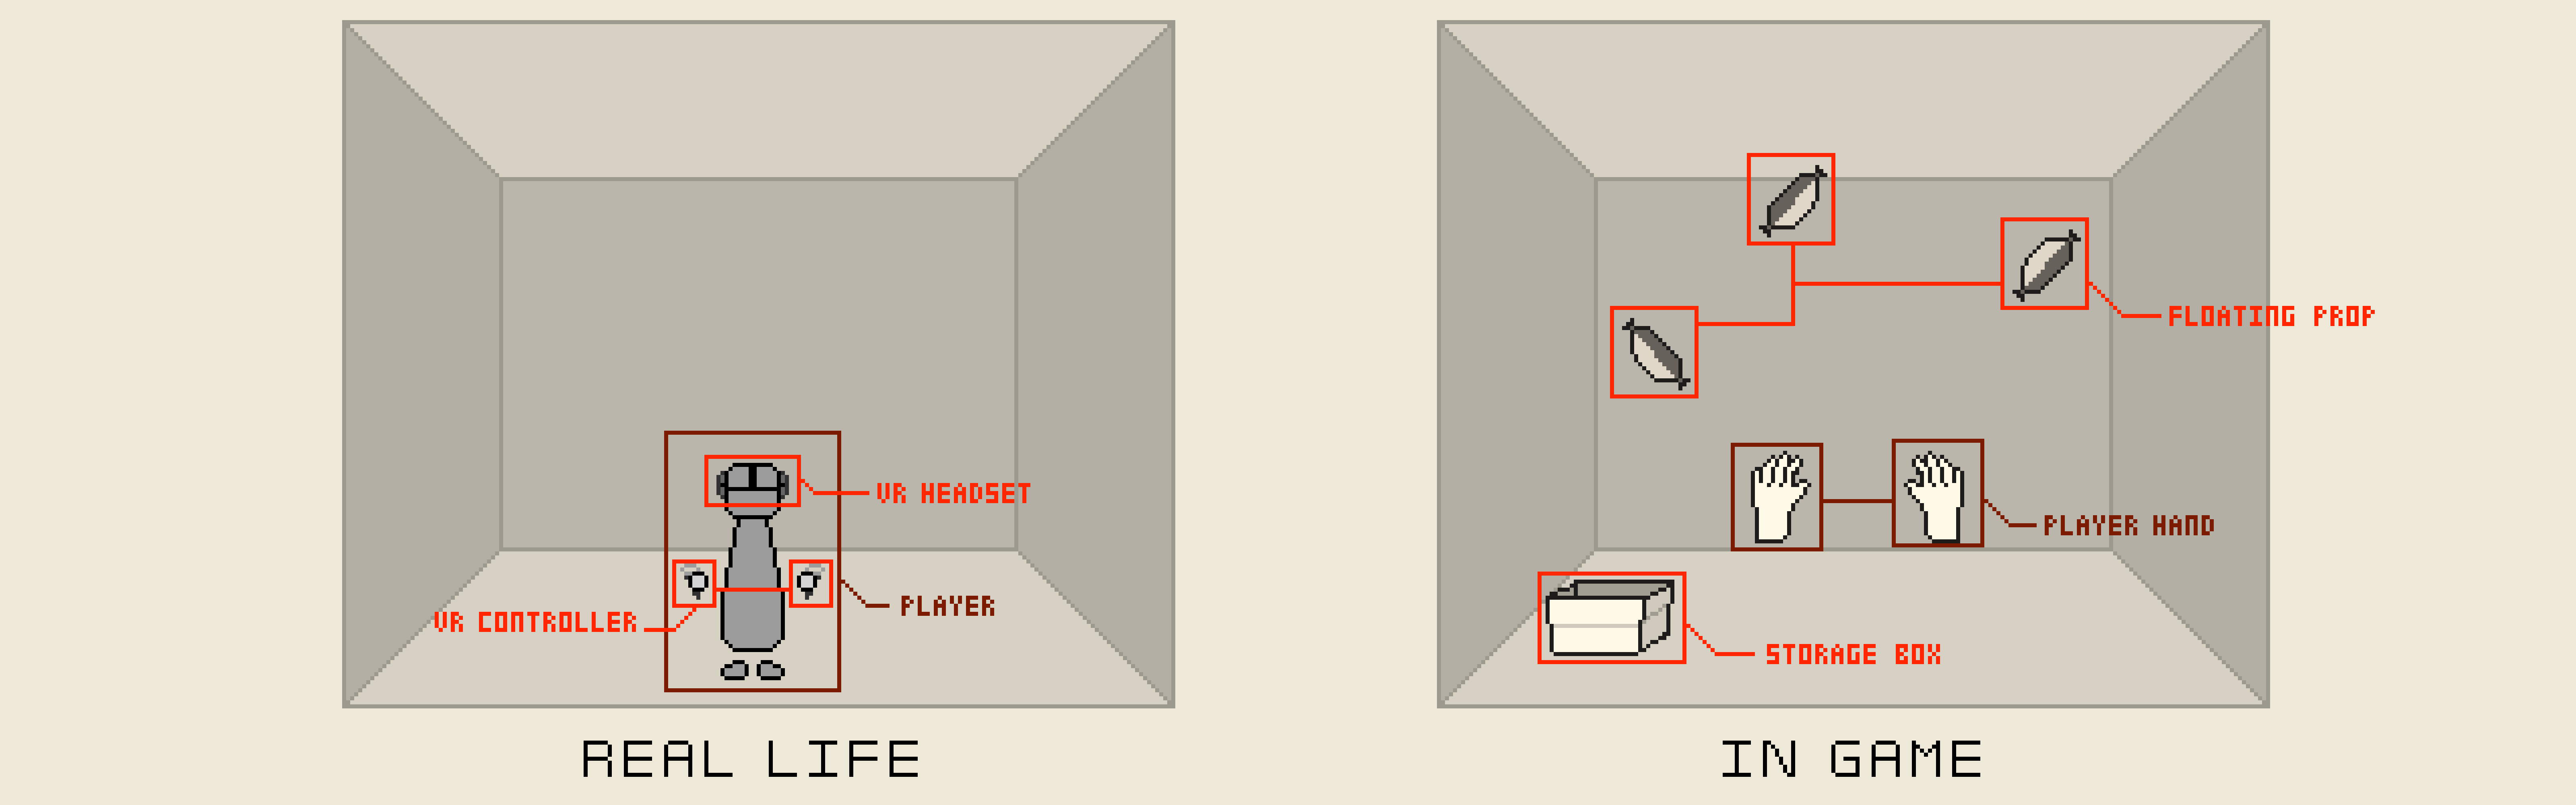 VR HEADSET
PLAYER
VR CONTROLLER
REAL LIFE
FLOATING PROP
PLAYER HAND
STORAGE BOX
IN GAME